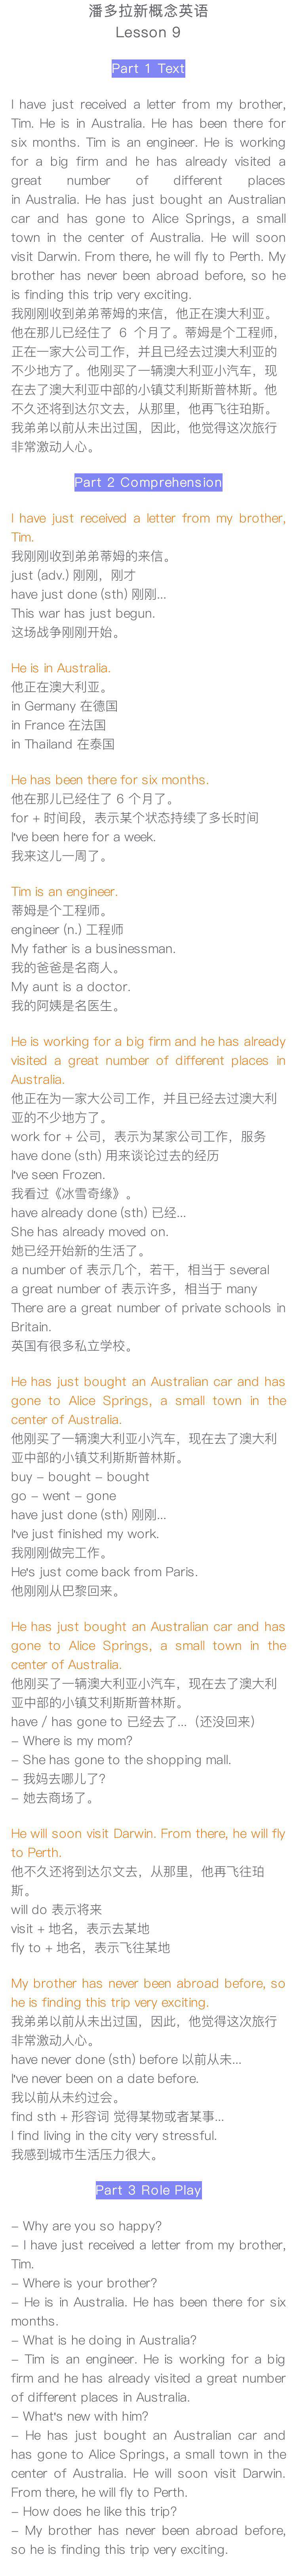 潘多拉新概念英语
Lesson 9
Part 1 Text
I have just received a letter from my brother,
Tim. He is in Australia. He has been there for
six months. Tim is an engineer. He is working
for a big firm and he has already visited a
great number of different places
in Australia. He has just bought an Australian
car and has gone to Alice Springs, a small
town in the center of Australia. He will soon
visit Darwin. From there, he will fly to Perth. My
brother has never been abroad before, so he
is finding this trip very exciting.
我刚刚收到弟弟蒂姆的来信，他正在澳大利亚。
他在那儿已经住了 6 个月了。蒂姆是个工程师，
正在一家大公司工作，并且已经去过澳大利亚的
不少地方了。他刚买了一辆澳大利亚小汽车，现
在去了澳大利亚中部的小镇艾利斯斯普林斯。他
不久还将到达尔文去，从那里，他再飞往珀斯。
我弟弟以前从未出过国，因此，他觉得这次旅行
非常激动人心。
Part 2 Comprehension
I have just received a letter from my brother,
Tim.
我刚刚收到弟弟蒂姆的来信。
just (adv.) 刚刚，刚才
have just done (sth) 刚刚...
This war has just begun.
这场战争刚刚开始。
He is in Australia.
他正在澳大利亚。
in Germany 在德国
in France 在法国
in Thailand 在泰国
He has been there for six months.
他在那儿已经住了 6 个月了。
for + 时间段，表示某个状态持续了多长时间
I've been here for a week.
我来这儿一周了。
Tim is an engineer.
蒂姆是个工程师。
engineer (n.) 工程师
My father is a businessman.
我的爸爸是名商人。
My aunt is a doctor.
我的阿姨是名医生。
He is working for a big firm and he has already
visited a great number of different places in
Australia.
他正在为一家大公司工作，并且已经去过澳大利
亚的不少地方了。
work for + 公司，表示为某家公司工作，服务
have done (sth) 用来谈论过去的经历
I've seen Frozen.
我看过《冰雪奇缘》。
have already done (sth) 已经...
She has already moved on.
她已经开始新的生活了。
a number of 表示几个，若干，相当于 several
a great number of 表示许多，相当于 many
There are a great number of private schools in
Britain.
英国有很多私立学校。
He has just bought an Australian car and has
gone to Alice Springs, a small town in the
center of Australia.
他刚买了一辆澳大利亚小汽车，现在去了澳大利
亚中部的小镇艾利斯斯普林斯。
buy - bought - bought
go - went - gone
have just done (sth) 刚刚...
I've just finished my work.
我刚刚做完工作。
He's just come back from Paris.
他刚刚从巴黎回来。
He has just bought an Australian car and has
gone to Alice Springs, a small town in the
center of Australia.
他刚买了一辆澳大利亚小汽车，现在去了澳大利
亚中部的小镇艾利斯斯普林斯。
have / has gone to 已经去了...（还没回来）
- Where is my mom?
- She has gone to the shopping mall.
- 我妈去哪儿了？
- 她去商场了。
He will soon visit Darwin. From there, he will fly
to Perth.
他不久还将到达尔文去，从那里，他再飞往珀
斯。
will do 表示将来
visit + 地名，表示去某地
fly to + 地名，表示飞往某地
My brother has never been abroad before, so
he is finding this trip very exciting.
我弟弟以前从未出过国，因此，他觉得这次旅行
非常激动人心。
have never done (sth) before 以前从未...
I've never been on a date before.
我以前从未约过会。
find sth + 形容词 觉得某物或者某事...
I find living in the city very stressful.
我感到城市生活压力很大。
Part 3 Role Play
- Why are you so happy?
- I have just received a letter from my brother,
Tim.
- Where is your brother?
- He is in Australia. He has been there for six
months.
- What is he doing in Australia?
- Tim is an engineer. He is working for a big
firm and he has already visited a great number
of different places in Australia.
- What's new with him?
- He has just bought an Australian car and
has gone to Alice Springs, a small town in the
center of Australia. He will soon visit Darwin.
From there, he will fly to Perth.
- How does he like this trip?
- My brother has never been abroad before,
so he is finding this trip very exciting.